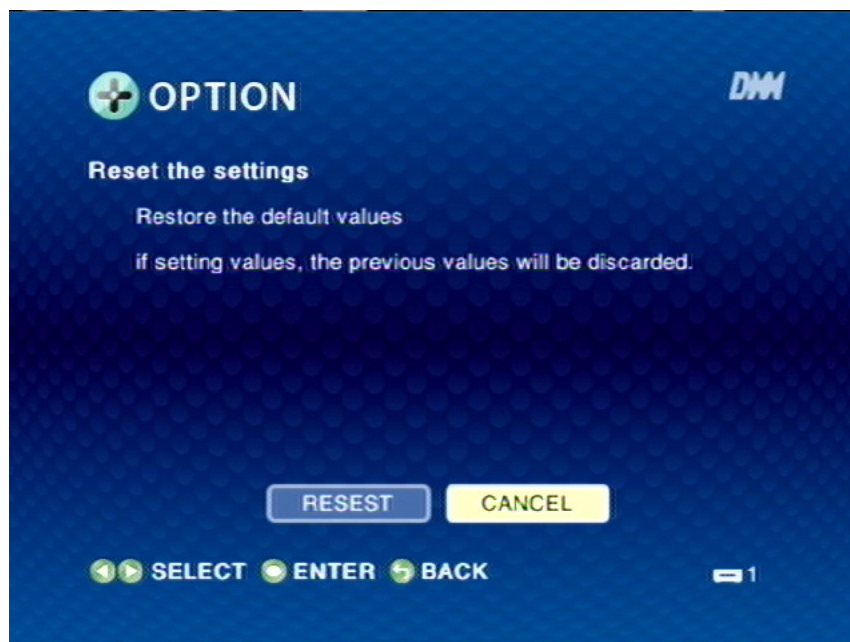 OPTION
DMM
Reset the settings
Restore the default values
if setting values, the previous values will be discarded.
RESEST
CANCEL
SELECT ENTER BACK
1